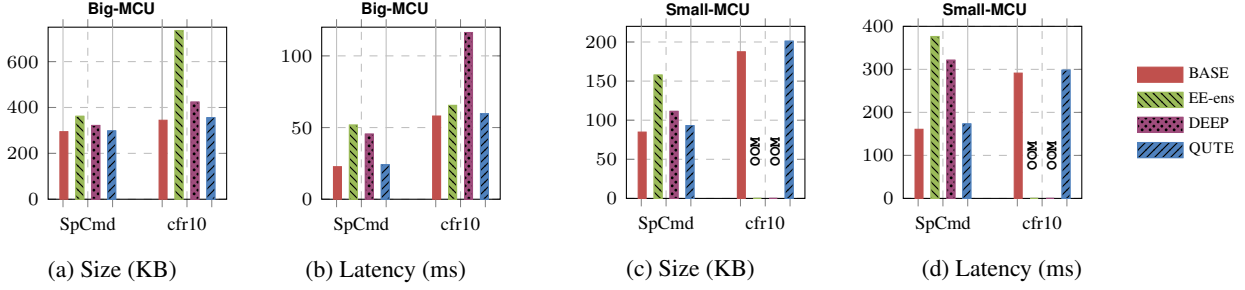 Big-MCU
600
400
200
0
SpCmd
cfr10
(a) Size (KB)
Big-MCU
100
50
0
SpCmd
cfr10
(b) Latency (ms)
Small-MCU
200
150
100
50
0
OOM
OOM
SpCmd
cfr10
(c) Size (KB)
Small-MCU
400
300
200
100
0
OOM
OOM
SpCmd
cfr10
(d) Latency (ms)
BASE
EE-ens
DEEP
QUTE